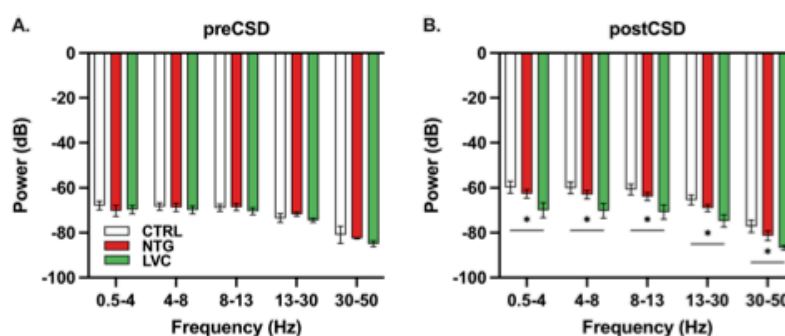 A.
preCSD
0
-20
-40
-60
-80
-100
Power (dB)
CTRL
NTG
LVC
0.5-4
4-8
8-13
13-30
30-50
Frequency (Hz)
B.
postCSD
0
-20
-40
-60
-80
-100
Power (dB)
*
*
*
*
*
0.5-4
4-8
8-13
13-30
30-50
Frequency (Hz)